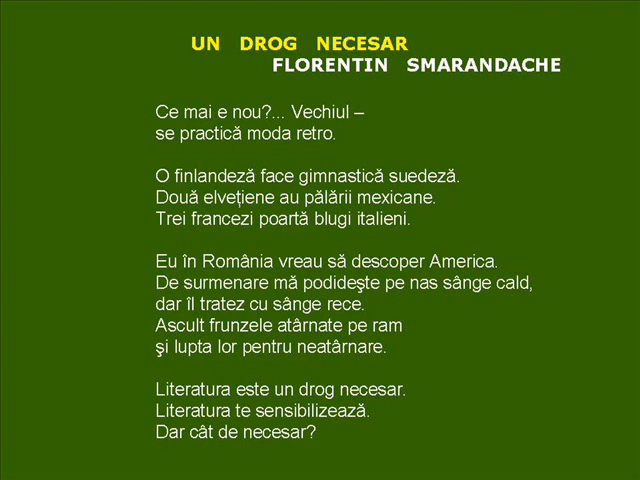 UN DROG NECESAR
FLORENTIN SMARANDACHE
Ce mai e nou?... Vechiul –
se practică moda retro.
O finlandeză face gimnastică suedeză.
Două elveţiene au pălării mexicane.
Trei francezi poartă blugi italieni.
Eu în România vreau să descoper America.
De surmenare mă podideşte pe nas sânge cald,
dar îl tratez cu sânge rece.
Ascult frunzele atârnate pe ram
şi lupta lor pentru neatârnare.
Literatura este un drog necesar.
Literatura te sensibilizează.
Dar cât de necesar?